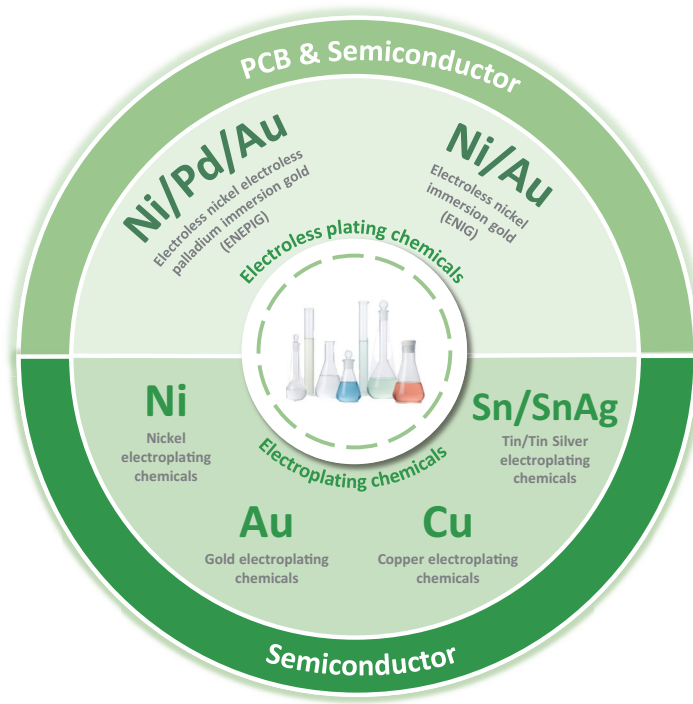 PCB & Semiconductor
Ni/Pd/Au
Electroless nickel electroless
palladium immersion gold
(ENEPIG)
Ni/Au
Electroless nickel
immersion gold
(ENIG)
Electroless plating chemicals
Ni
Nickel
electroplating
chemicals
Sn/SnAg
Tin/Tin Silver
electroplating
chemicals
Electroplating chemicals
Au
Gold electroplating
chemicals
Cu
Copper electroplating
chemicals
Semiconductor